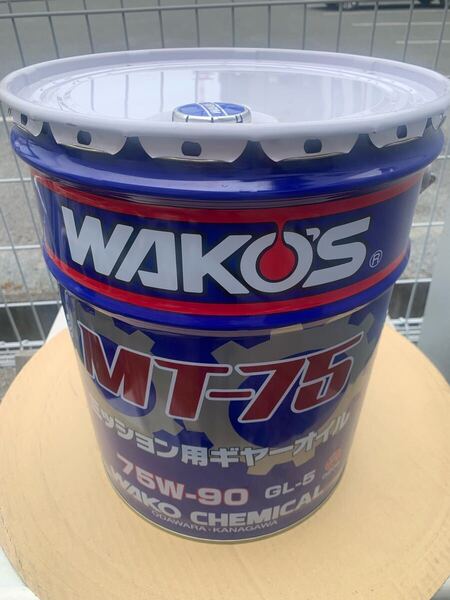 WAKO'S ®
MT-75
ミッション用ギヤーオイル
75W-90 GL-5
WAKO CHEMICAL
ODAWARA・KANAGAWA